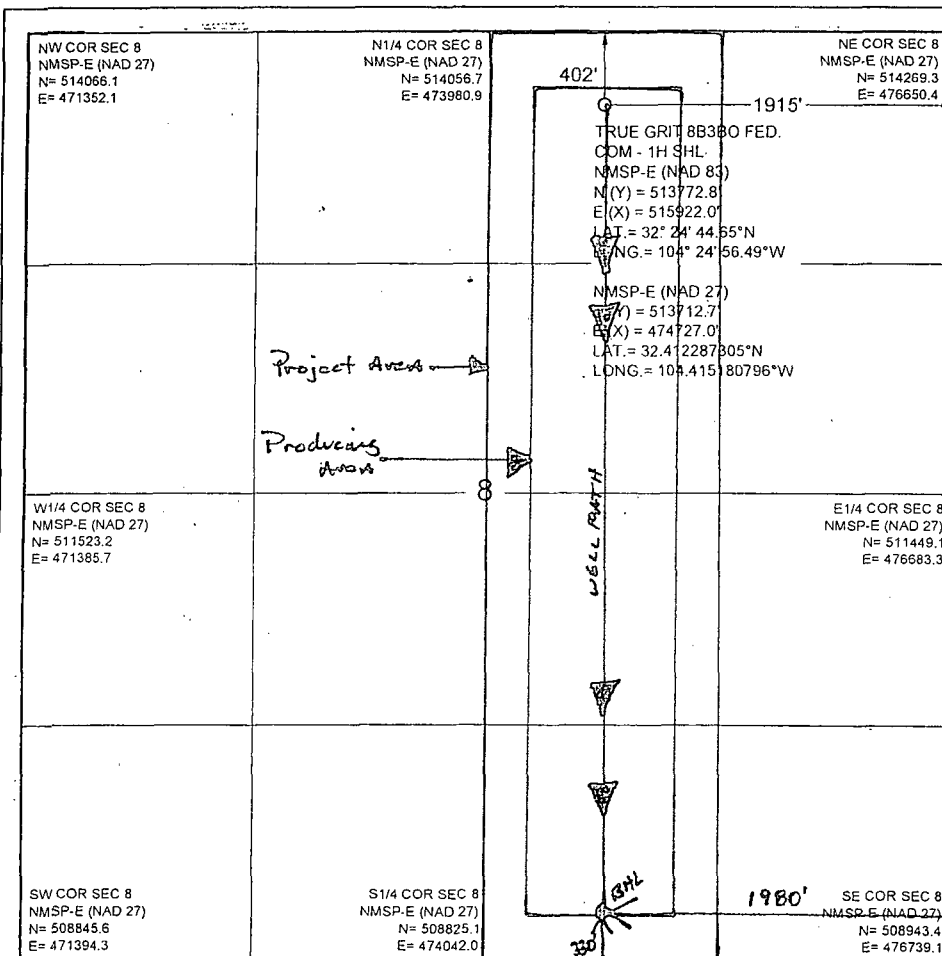 NW COR SEC 8
NMSP-E (NAD 27)
N= 514066.1
E= 471352.1
N1/4 COR SEC 8
NMSP-E (NAD 27)
N= 514056.7
E= 473980.9
NE COR SEC 8
NMSP-E (NAD 27)
N= 514269.3
E= 476650.4
402'
1915'
TRUE GRIT 8B3BO FED.
COM - 1H SHL
NMSP-E (NAD 83)
N (Y) = 513772.8'
E (X) = 515922.0'
LAT.= 32° 24' 44.65"N
LONG.= 104° 24' 56.49"W
NMSP-E (NAD 27)
(Y) = 513712.7'
E (X) = 474727.0'
LAT.= 32.412287305°N
LONG.= 104.415180796°W
Project Area
Producing
Area
8
WELL PATH
W1/4 COR SEC 8
NMSP-E (NAD 27)
N= 511523.2
E= 471385.7
E1/4 COR SEC 8
NMSP-E (NAD 27)
N= 511449.1
E= 476683.3
BHL
1980'
330
SW COR SEC 8
NMSP-E (NAD 27)
N= 508845.6
E= 471394.3
S1/4 COR SEC 8
NMSP-E (NAD 27)
N= 508825.1
E= 474042.0
SE COR SEC 8
NMSP-E (NAD 27)
N= 508943.4
E= 476739.1